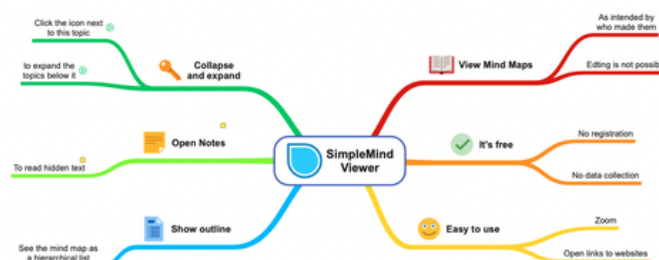 Click the icon next
to this topic
to expand the
topics below it
Collapse
and expand
Open Notes
To read hidden text
Show outline
See the mind map as
a hierarchical list
SimpleMind
Viewer
View Mind Maps
As intended by
who made them
Edting is not possib
It's free
No registration
No data collection
Easy to use
Zoom
Open links to websites